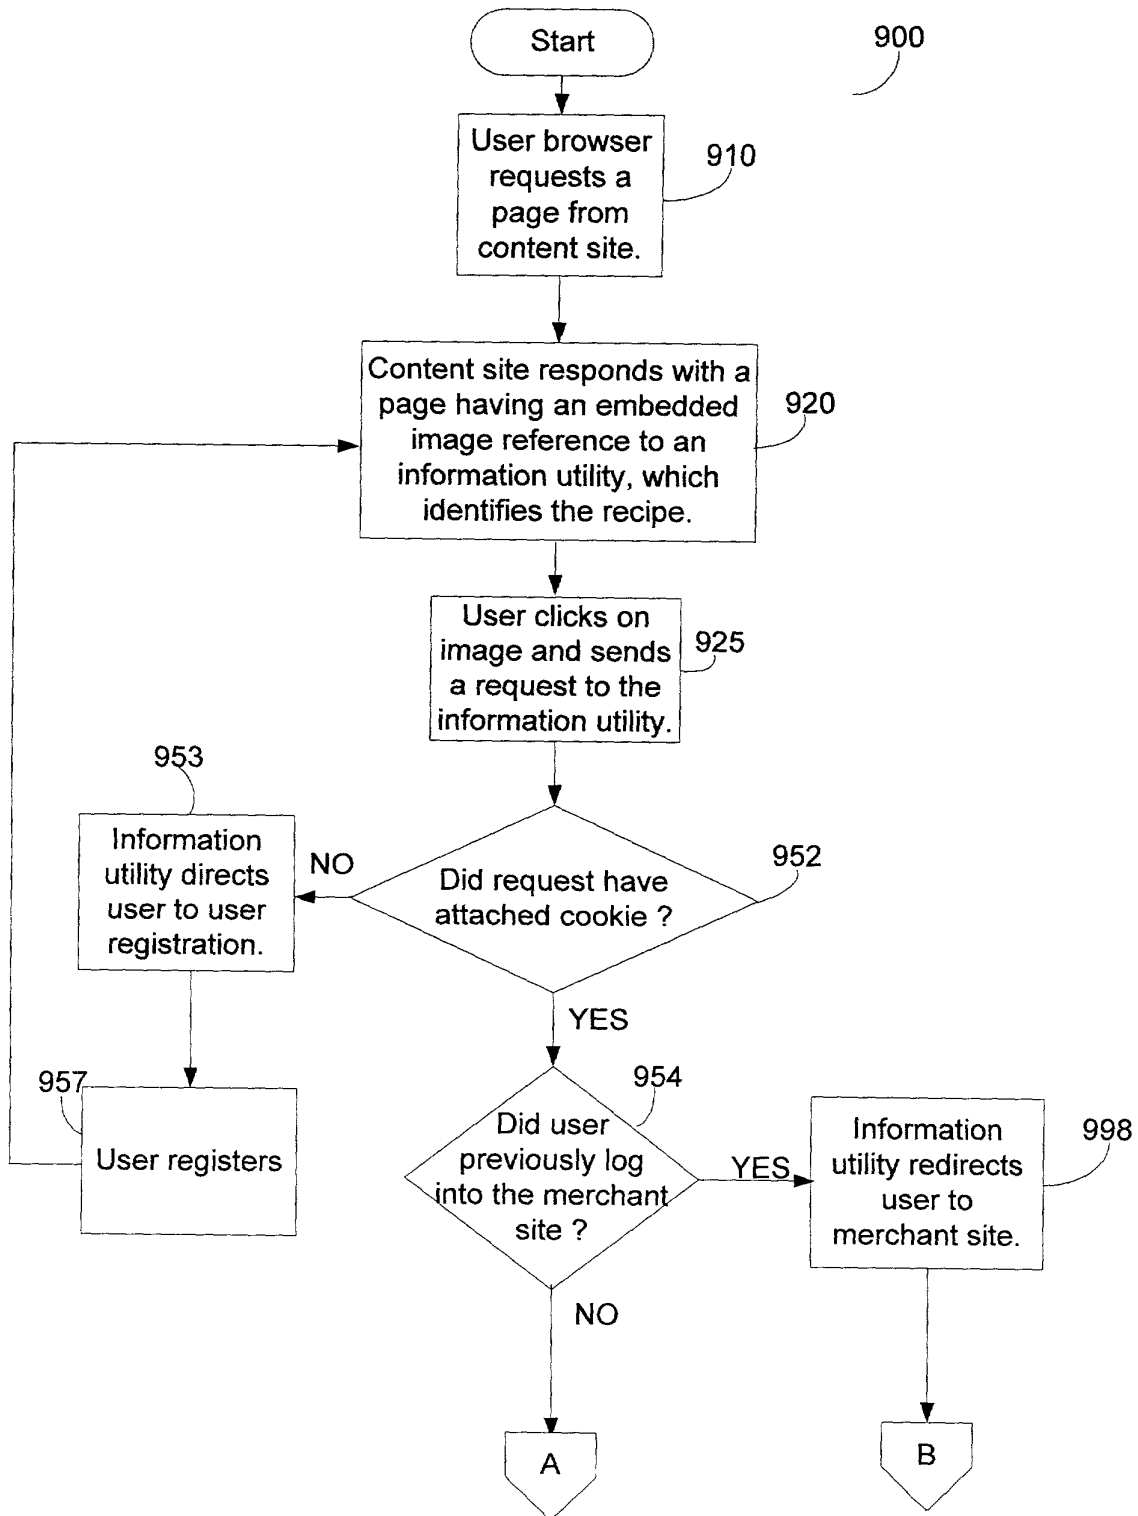 Start
900
User browser
requests a
page from
content site.
910
Content site responds with a
page having an embedded
image reference to an
information utility, which
identifies the recipe.
920
User clicks on
image and sends
a request to the
information utility.
925
953
Information
utility directs
user to user
registration.
NO
Did request have
attached cookie ?
952
YES
957
User registers
954
Did user
previously log
into the merchant
site ?
YES
Information
utility redirects
user to
merchant site.
998
NO
A
B